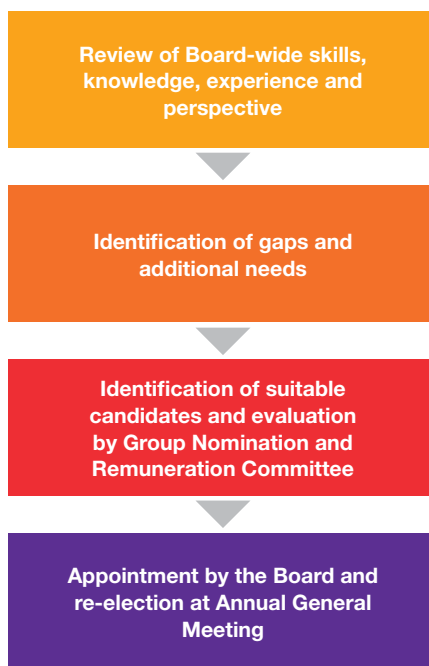 Review of Board-wide skills,
knowledge, experience and
perspective
Identification of gaps and
additional needs
Identification of suitable
candidates and evaluation
by Group Nomination and
Remuneration Committee
Appointment by the Board and
re-election at Annual General
Meeting